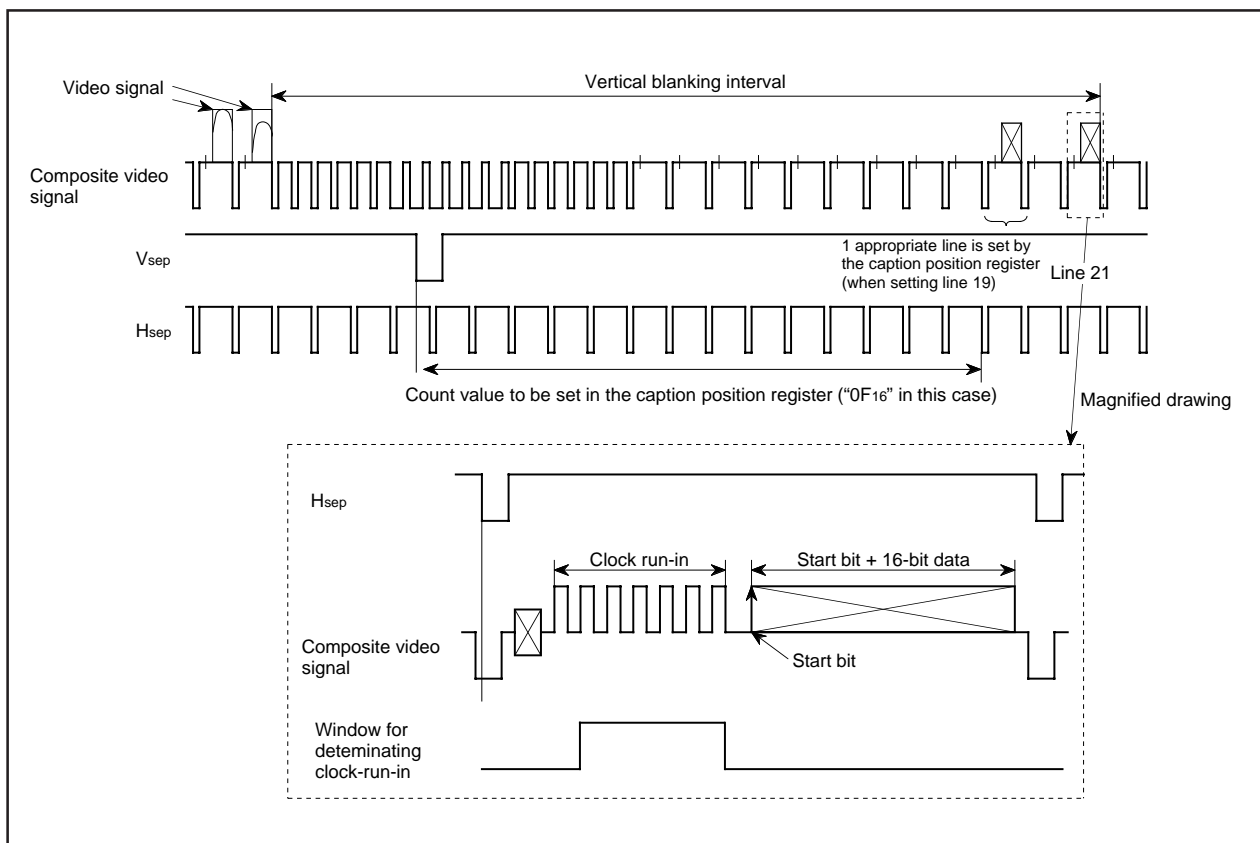 Vertical blanking interval
Video signal
Composite video
signal
Vsep
1 appropriate line is set by
the caption position register
(when setting line 19)
Line 21
Hsep
Count value to be set in the caption position register (“0F16” in this case)
Magnified drawing
Hsep
Clock run-in
Start bit + 16-bit data
Composite video
signal
Start bit
Window for
deteminating
clock-run-in